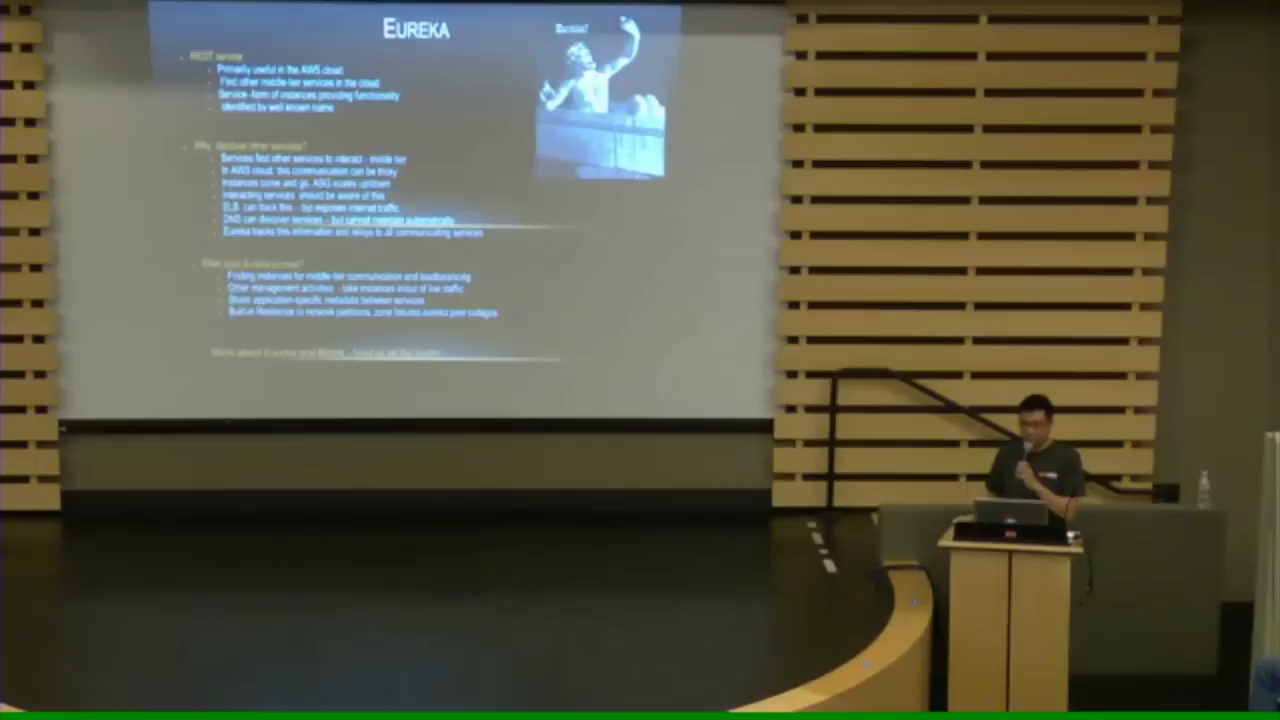 EUREKA
Eureka!
REST service
Primarily useful in the AWS cloud
Find other middle-tier services in the cloud
Service -form of instances providing functionality
identified by well known name
Why discover other services?
Services find other services to interact - middle tier
In AWS cloud, this communication can be tricky
Instances come and go, ASG scales up/down
Interacting services should be aware of this
ELB can track this - but exposes internet traffic
DNS can discover services - but cannot maintain automatically
Eureka tracks this information and relays to all communicating services
Finding instances for middle-tier communication and loadbalancing
Other management activities - take instances in/out of live traffic
Share application-specific metadata between services
Built-in Resilience to network partitions, zone failures eureka peer outages
More about Eureka and